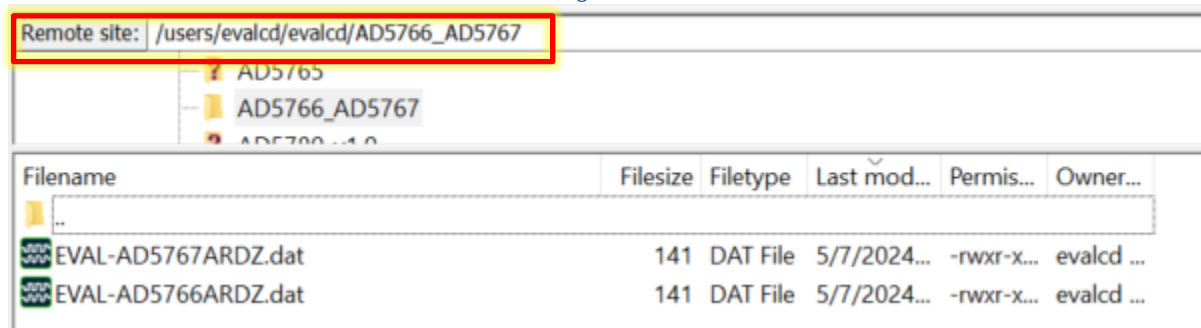 Remote site: /users/evalcd/evalcd/AD5766_AD5767
AD5765
AD5766_AD5767
Filename Filesize Filetype Last mod... Permis... Owner...
..
EVAL-AD5767ARDZ.dat 141 DAT File 5/7/2024... -rwxr-x... evalcd ...
EVAL-AD5766ARDZ.dat 141 DAT File 5/7/2024... -rwxr-x... evalcd ...